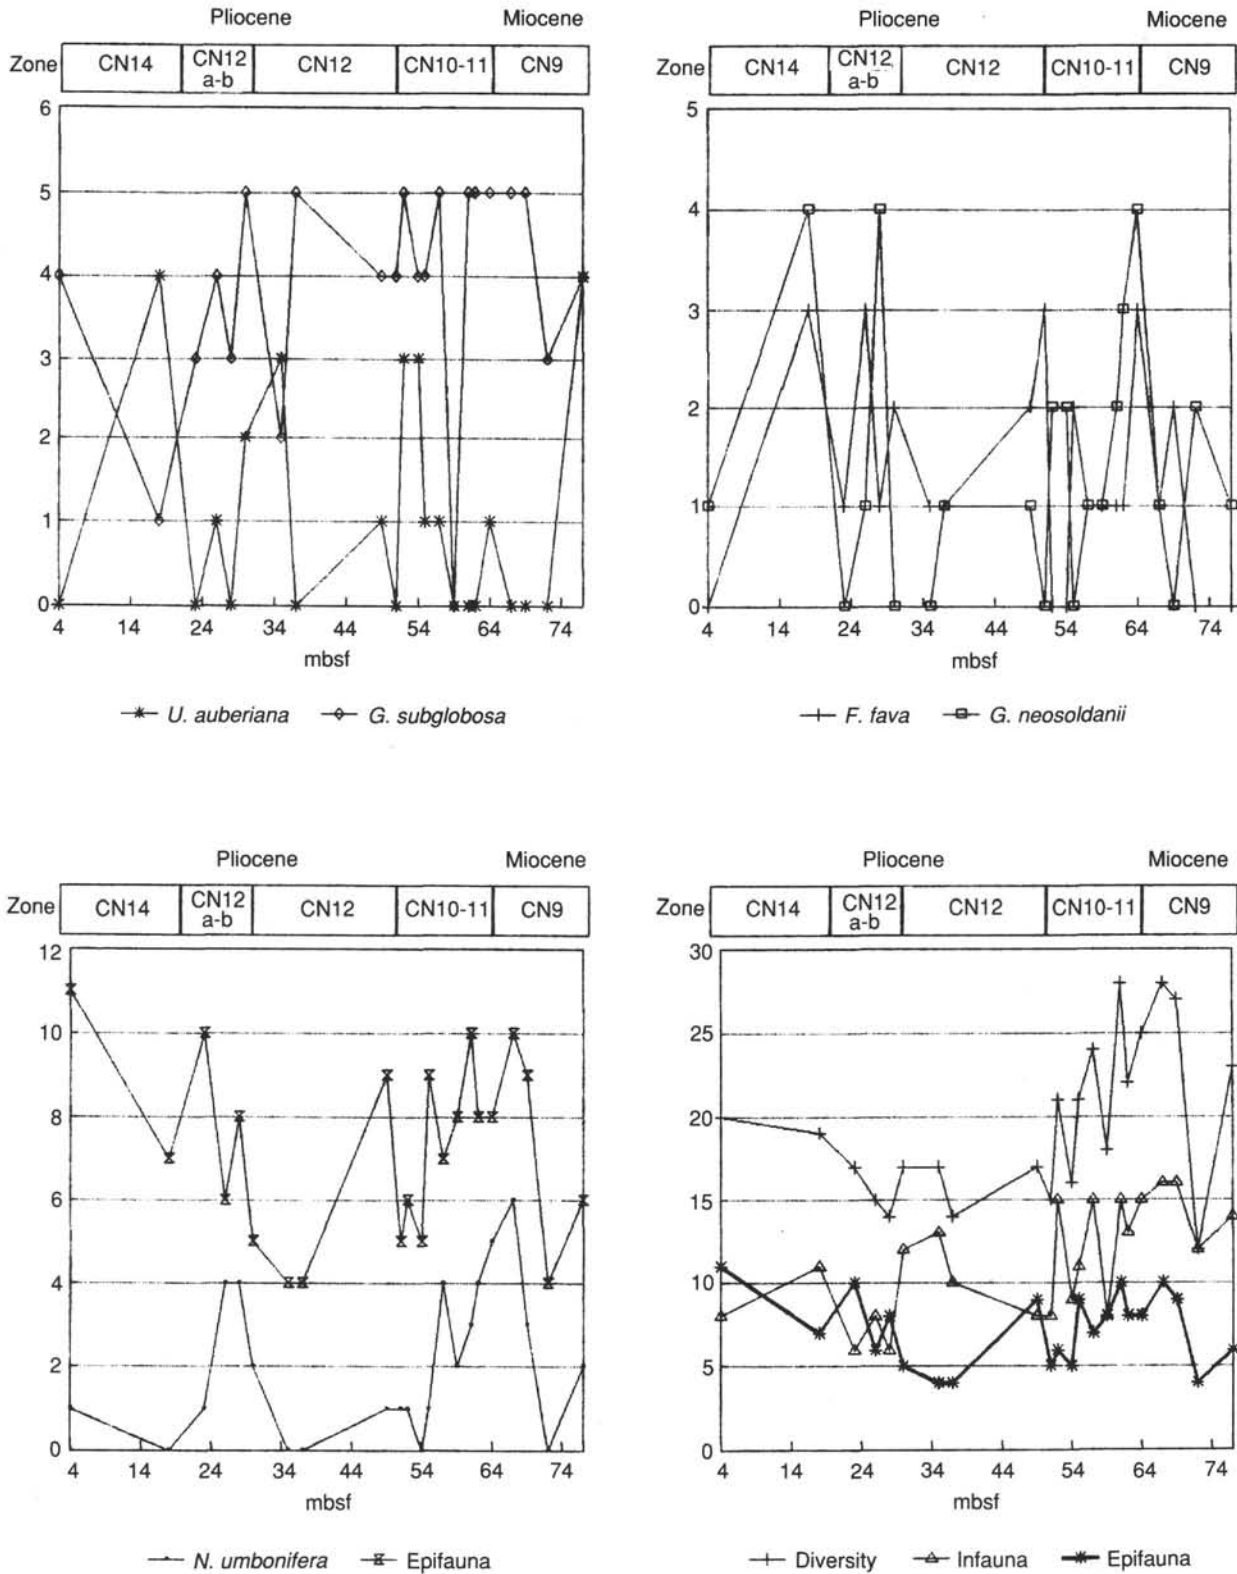 Pliocene Miocene
Zone CN14 CN12 a-b CN12 CN10-11 CN9
6
5
4
3
2
1
0
4 14 24 34 44 54 64 74
mbsf
U. auberiana G. subglobosa
Pliocene Miocene
Zone CN14 CN12 a-b CN12 CN10-11 CN9
5
4
3
2
1
0
4 14 24 34 44 54 64 74
mbsf
F. fava G. neosoldanii
Pliocene Miocene
Zone CN14 CN12 a-b CN12 CN10-11 CN9
12
10
8
6
4
2
0
4 14 24 34 44 54 64 74
mbsf
N. umbonifera Epifauna
Pliocene Miocene
Zone CN14 CN12 a-b CN12 CN10-11 CN9
30
25
20
15
10
5
0
4 14 24 34 44 54 64 74
mbsf
Diversity Infauna Epifauna